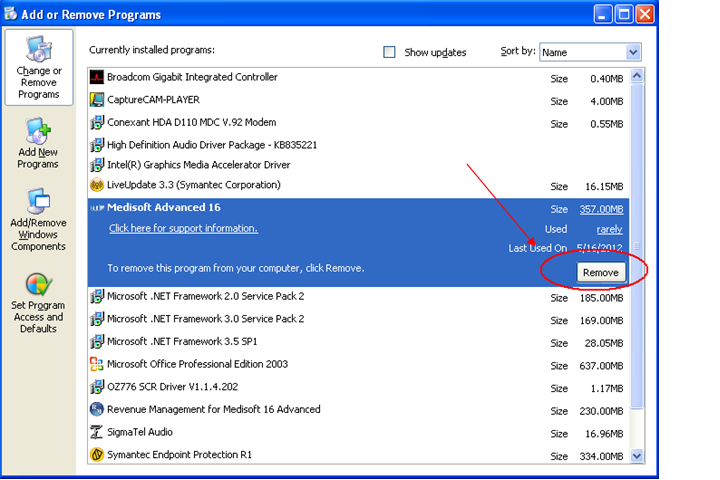 Add or Remove Programs
Change or
Remove
Programs
Add New
Programs
Add/Remove
Windows
Components
Set Program
Access and
Defaults
Currently installed programs:
Show updates
Sort by: Name
Broadcom Gigabit Integrated Controller Size 0.40MB
CaptureCAM-PLAYER Size 4.00MB
Conexant HDA D110 MDC V.92 Modem Size 0.55MB
High Definition Audio Driver Package - KB835221
Intel(R) Graphics Media Accelerator Driver
LiveUpdate 3.3 (Symantec Corporation) Size 16.15MB
Medisoft Advanced 16 Size 357.00MB
Click here for support information. Used rarely
Last Used On 5/16/2012
To remove this program from your computer, click Remove. Remove
Microsoft .NET Framework 2.0 Service Pack 2 Size 185.00MB
Microsoft .NET Framework 3.0 Service Pack 2 Size 169.00MB
Microsoft .NET Framework 3.5 SP1 Size 28.05MB
Microsoft Office Professional Edition 2003 Size 637.00MB
OZ776 SCR Driver V1.1.4.202 Size 1.17MB
Revenue Management for Medisoft 16 Advanced Size 230.00MB
SigmaTel Audio Size 16.96MB
Symantec Endpoint Protection R1 Size 334.00MB